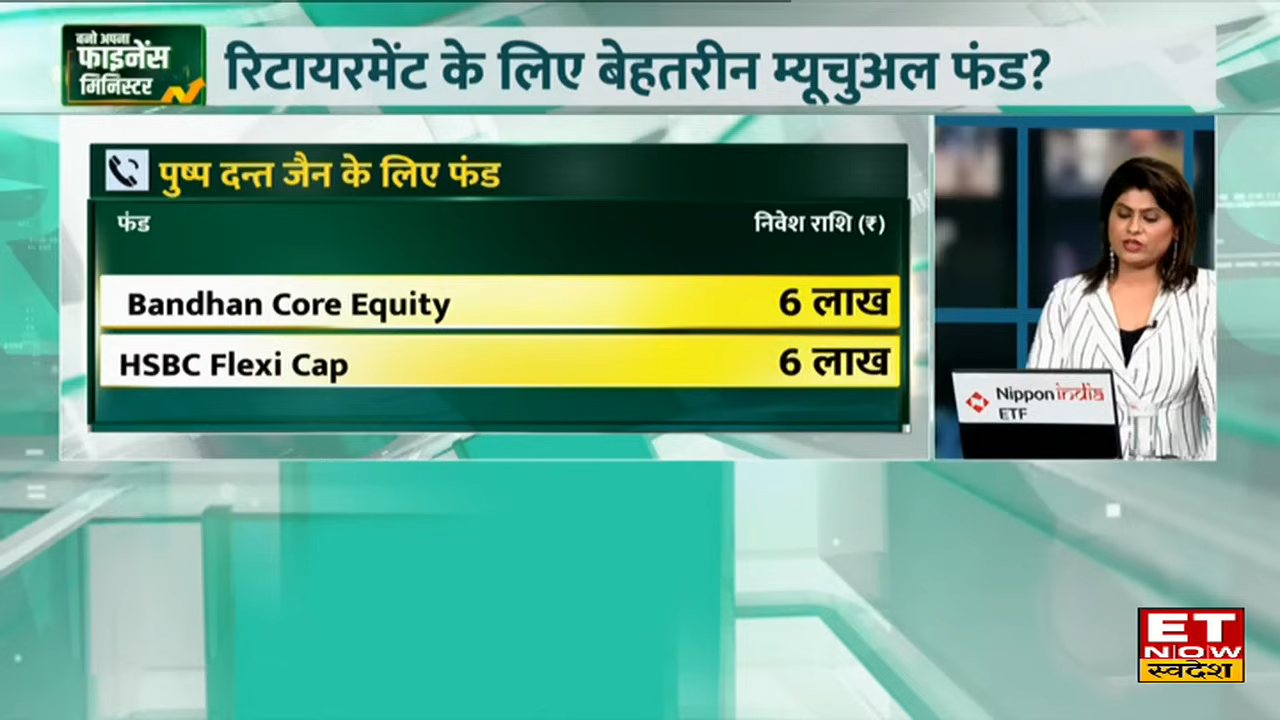 बनो अपना
फाइनेंस
मिनिस्टर
रिटायरमेंट के लिए बेहतरीन म्यूचुअल फंड?
पुष्प दन्त जैन के लिए फंड
फंड निवेश राशि (₹)
Bandhan Core Equity 6 लाख
HSBC Flexi Cap 6 लाख
Nippon india
ETF
ET
NOW
स्वदेश